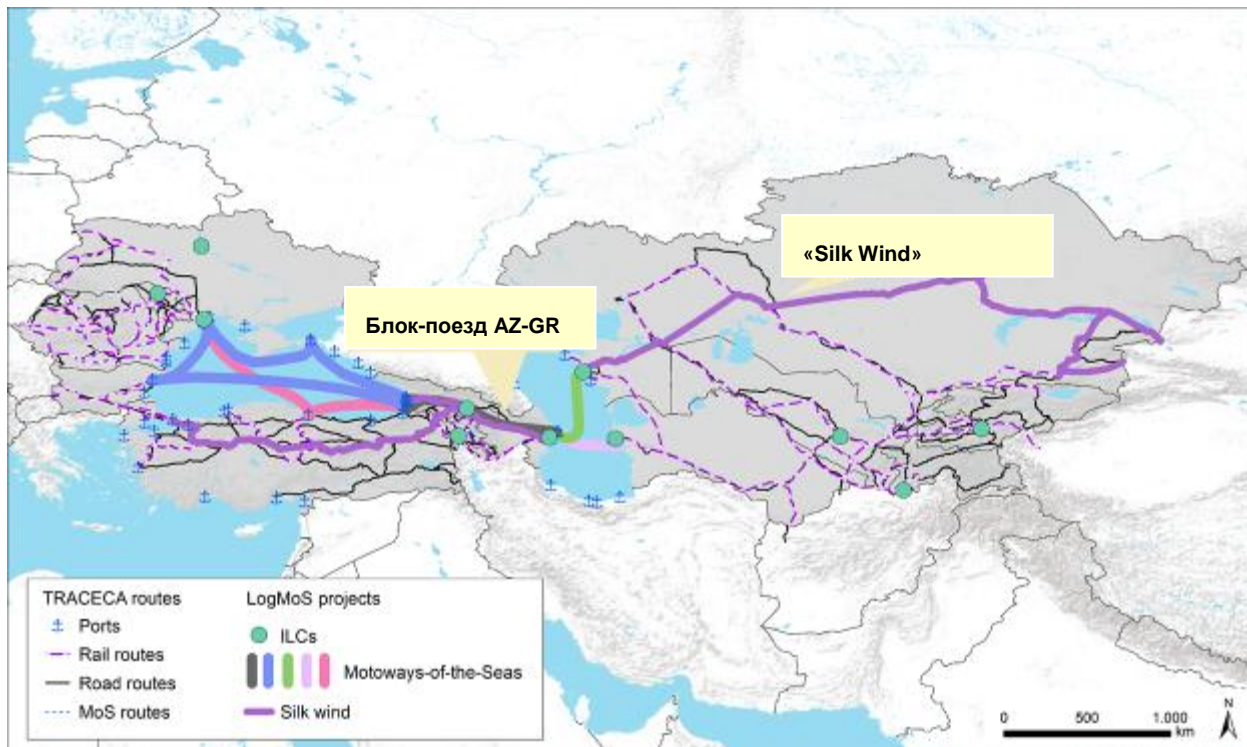 «Silk Wind»
Блок-поезд AZ-GR
TRACECA routes
Ports
Rail routes
Road routes
MoS routes
LogMoS projects
ILCs
Motoways-of-the-Seas
Silk wind
0 500 1.000
km
N